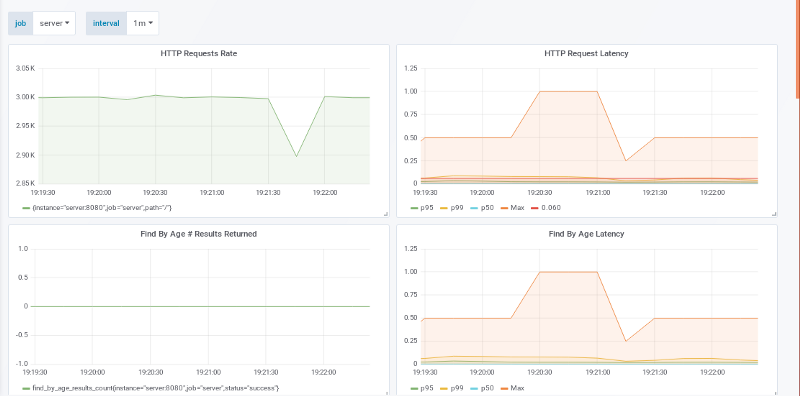 job server interval 1m
HTTP Requests Rate
3.05 K
3.00 K
2.95 K
2.90 K
2.85 K
19:19:30 19:20:00 19:20:30 19:21:00 19:21:30 19:22:00
{instance="server:8080",job="server",path="/"}
HTTP Request Latency
1.25
1.00
0.75
0.50
0.25
0
19:19:30 19:20:00 19:20:30 19:21:00 19:21:30 19:22:00
p95 p99 p50 Max 0.060
Find By Age # Results Returned
1.0
0.5
0
-0.5
-1.0
19:19:30 19:20:00 19:20:30 19:21:00 19:21:30 19:22:00
find_by_age_results_count{instance="server:8080",job="server",status="success"}
Find By Age Latency
1.25
1.00
0.75
0.50
0.25
0
19:19:30 19:20:00 19:20:30 19:21:00 19:21:30 19:22:00
p95 p99 p50 Max